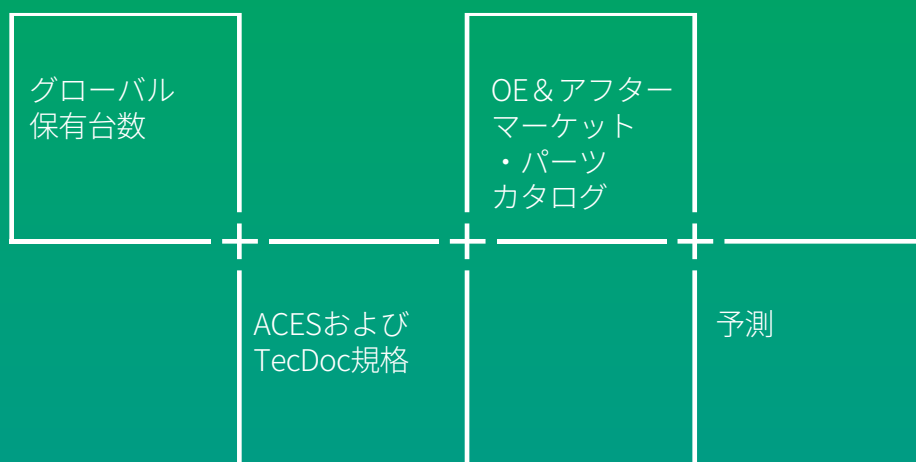 グローバル
保有台数
OE＆アフター
マーケット
・パーツ
カタログ
ACESおよび
TecDoc規格
予測